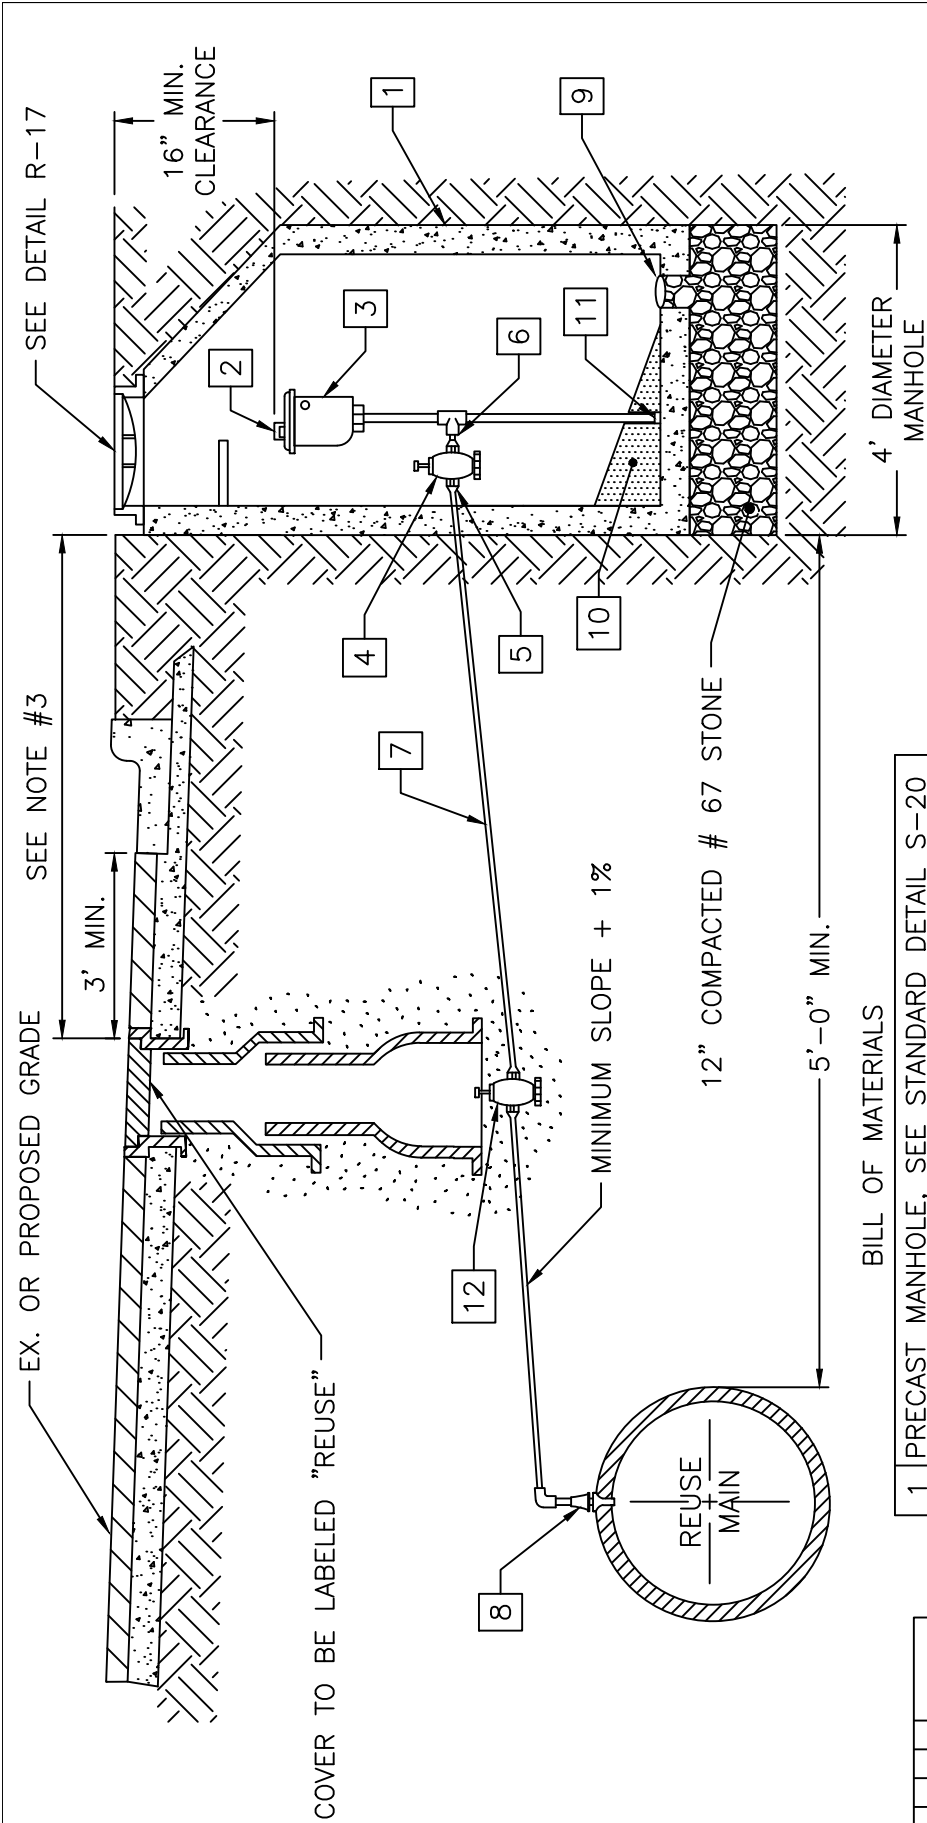 EX. OR PROPOSED GRADE
SEE NOTE #3
SEE DETAIL R-17
3' MIN.
16" MIN.
CLEARANCE
COVER TO BE LABELED "REUSE"
2
3
1
4
6
7
5
11
9
12
10
8
MINIMUM SLOPE + 1%
12" COMPACTED # 67 STONE
REUSE
MAIN
5'-0" MIN.
4' DIAMETER
MANHOLE
BILL OF MATERIALS
1 PRECAST MANHOLE, SEE STANDARD DETAIL S-20